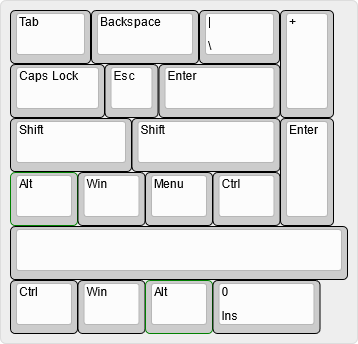 Tab
Backspace
|
\
+
Caps Lock
Esc
Enter
Shift
Shift
Enter
Alt
Win
Menu
Ctrl
Ctrl
Win
Alt
0
Ins